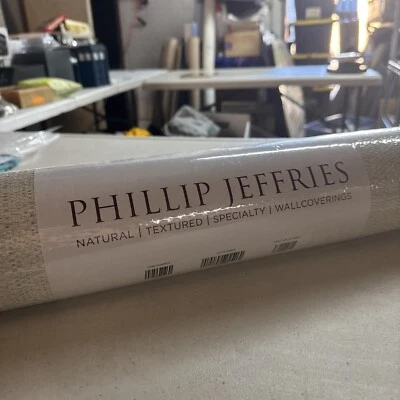 PHILLIP JEFFRIES
NATURAL | TEXTURED | SPECIALTY | WALLCOVERINGS